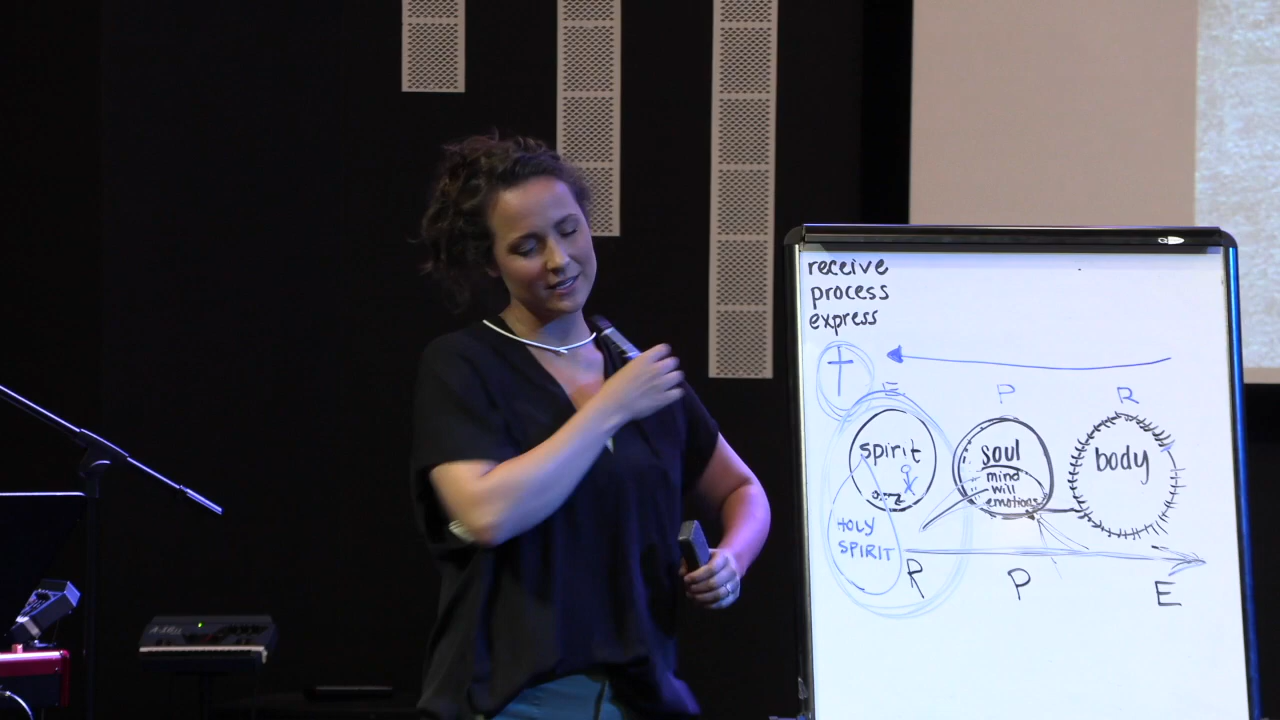 receive
process
express
E P R
spirit
soul
body
mind
will
emotions
HOLY
SPIRIT
R P E